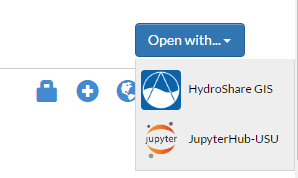 Open with...
HydroShare GIS
jupyter
JupyterHub-USU